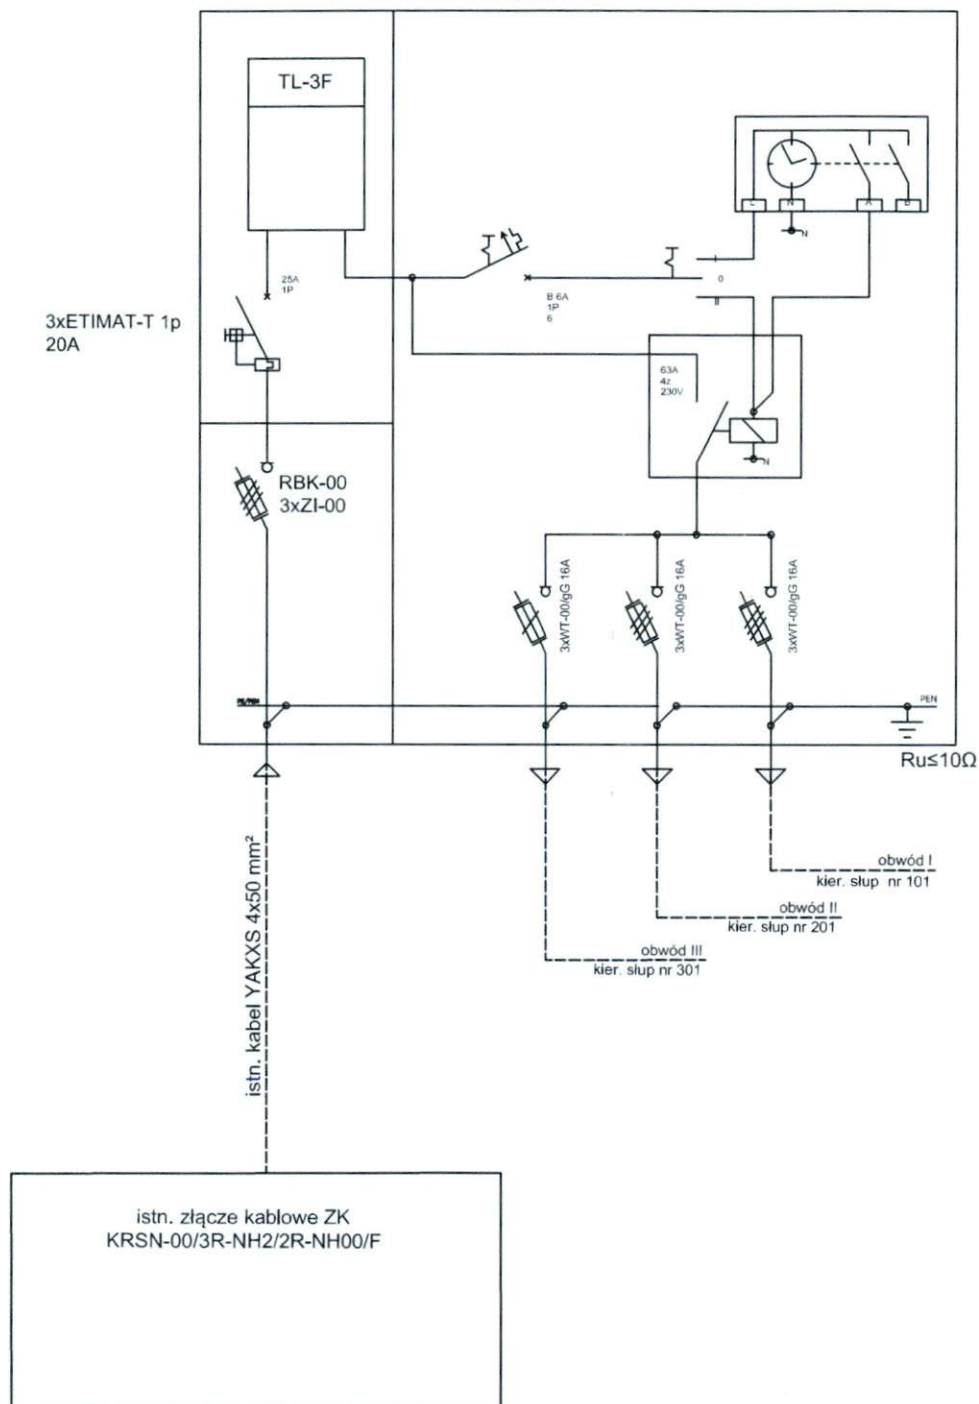 TL-3F
L
N
A
B
N
25A
1P
I
0
II
B 6A
1P
6
3xETIMAT-T 1p
20A
63A
4z
230V
N
RBK-00
3xZI-00
3xWT-00/gG 16A
3xWT-00/gG 16A
3xWT-00/gG 16A
PE/PEN
PEN
Ru≤10Ω
istn. kabel YAKXS 4x50 mm²
obwód I
kier. słup nr 101
obwód II
kier. słup nr 201
obwód III
kier. słup nr 301
istn. złącze kablowe ZK
KRSN-00/3R-NH2/2R-NH00/F